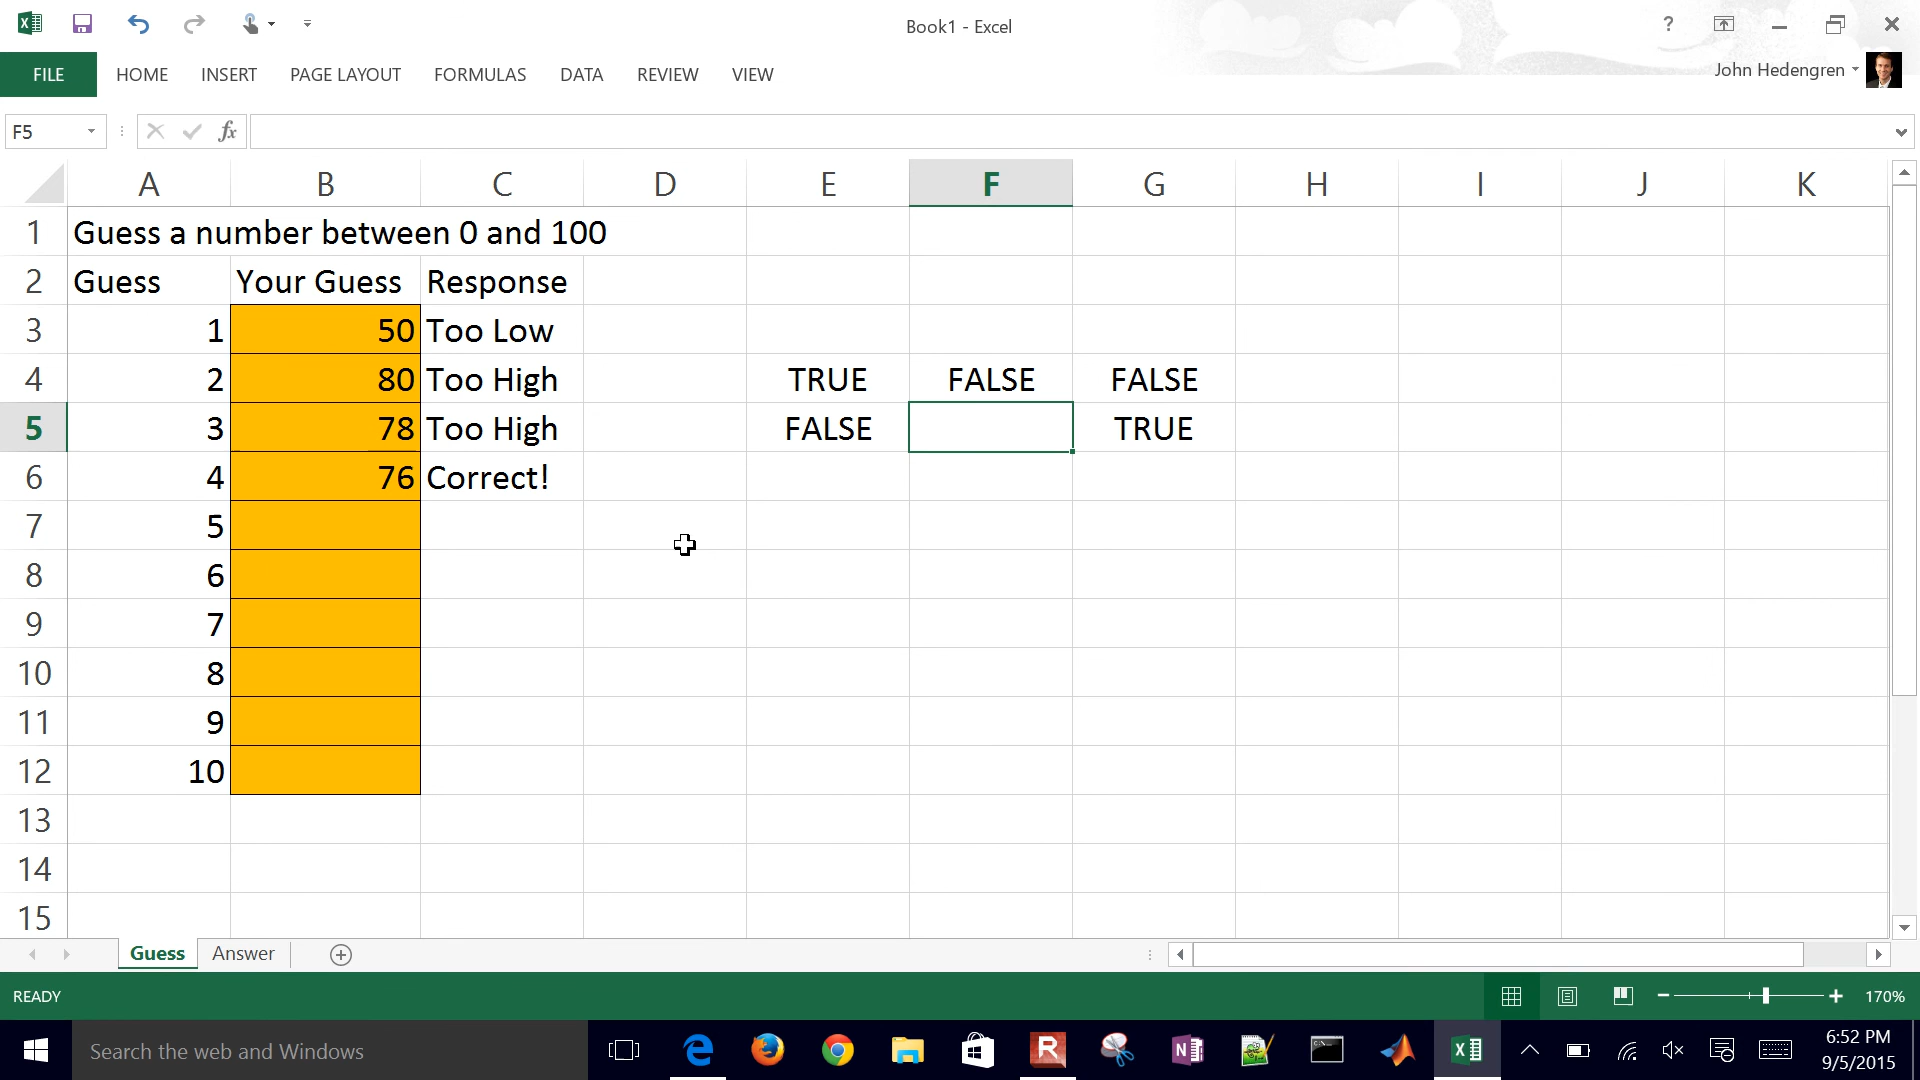 Book1 - Excel
?
FILE HOME INSERT PAGE LAYOUT FORMULAS DATA REVIEW VIEW
John Hedengren
F5
fx
A B C D E F G H I J K
1 Guess a number between 0 and 100
2 Guess Your Guess Response
3 1 50 Too Low
4 2 80 Too High TRUE FALSE FALSE
5 3 78 Too High FALSE TRUE
6 4 76 Correct!
7 5
8 6
9 7
10 8
11 9
12 10
13
14
15
Guess Answer
READY
170%
Search the web and Windows
6:52 PM
9/5/2015